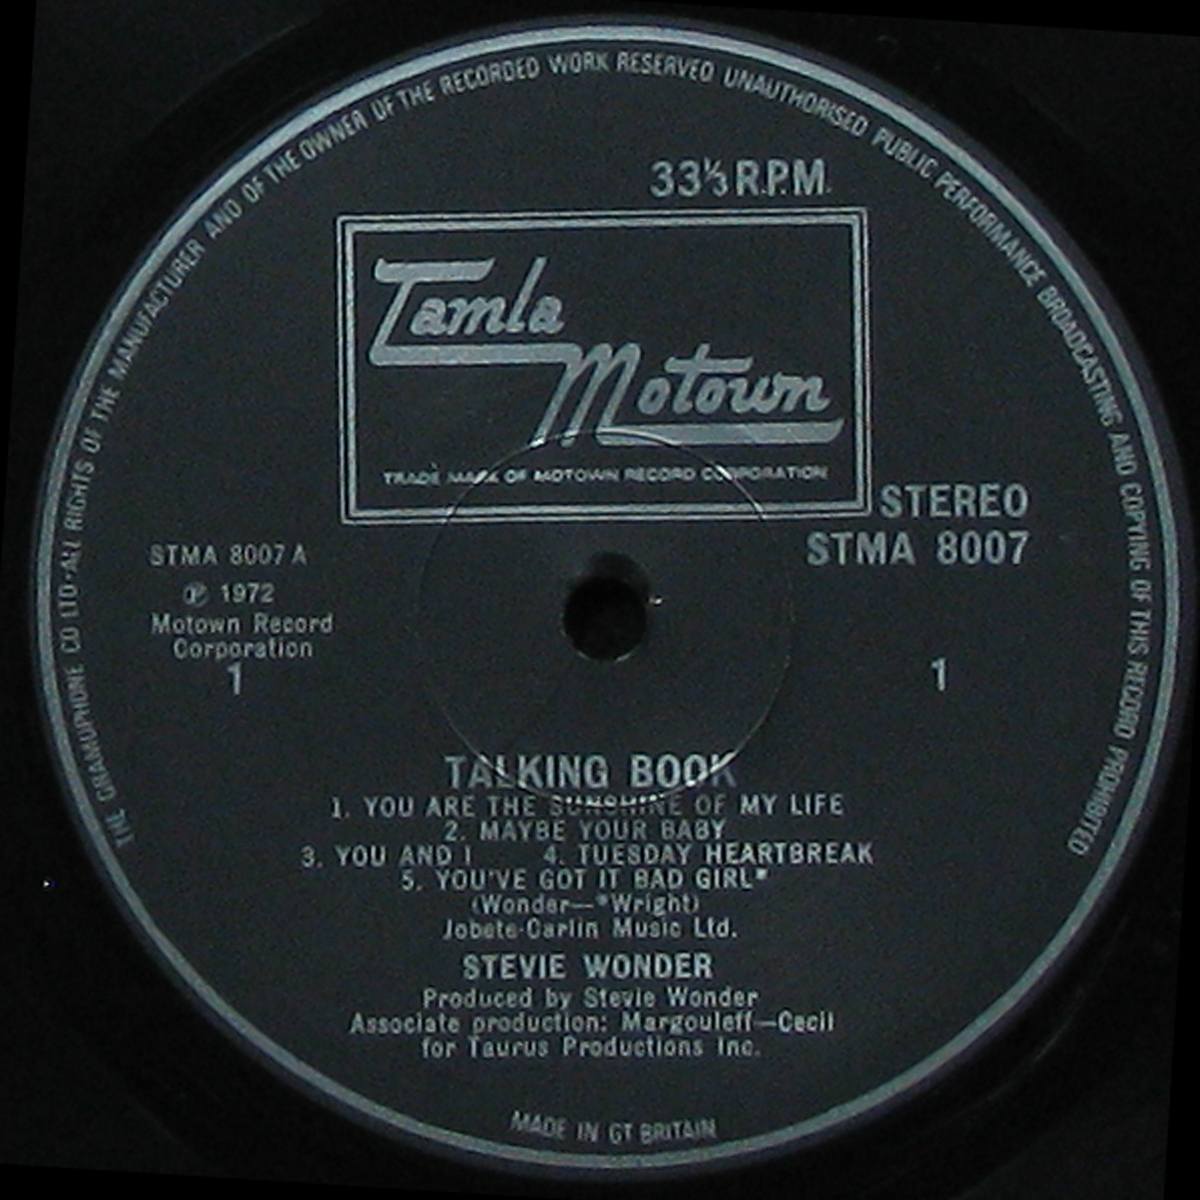 THE GRAMOPHONE CO LTD·ALL RIGHTS OF THE MANUFACTURER AND OF THE OWNER OF THE RECORDED WORK RESERVED UNAUTHORISED PUBLIC PERFORMANCE BROADCASTING AND COPYING OF THIS RECORD PROHIBITED
33⅓ R.P.M.
Tamla
Motown
TRADE MARK OF MOTOWN RECORD CORPORATION
STEREO
STMA 8007
STMA 8007 A
℗ 1972
Motown Record
Corporation
1
1
TALKING BOOK
1. YOU ARE THE SUNSHINE OF MY LIFE
2. MAYBE YOUR BABY
3. YOU AND I 4. TUESDAY HEARTBREAK
5. YOU'VE GOT IT BAD GIRL*
(Wonder—*Wright)
Jobete-Carlin Music Ltd.
STEVIE WONDER
Produced by Stevie Wonder
Associate production: Margouleff—Cecil
for Taurus Productions Inc.
MADE IN GT BRITAIN